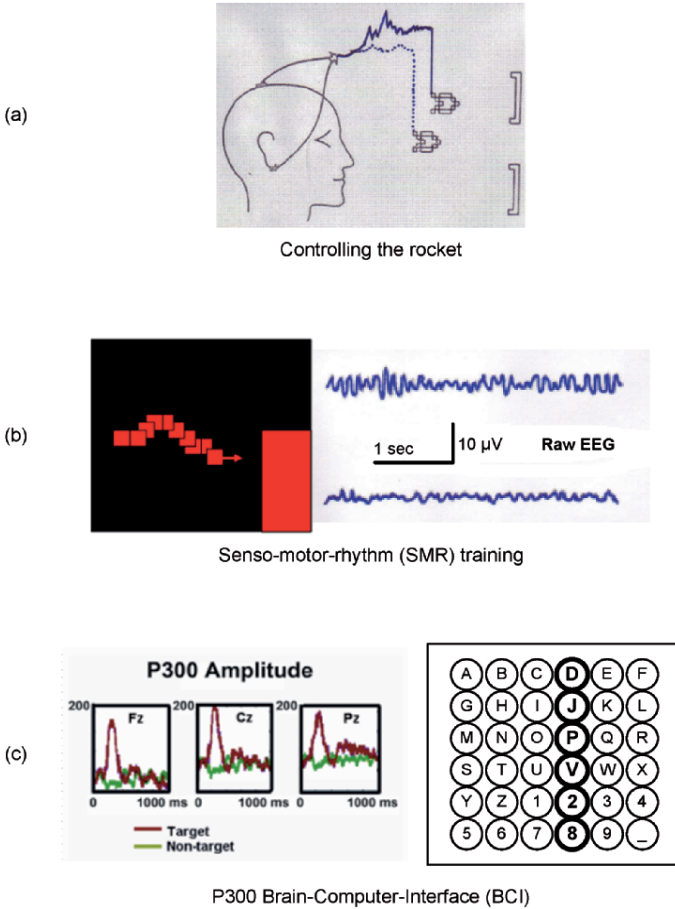 (a)
Controlling the rocket
(b)
1 sec
10 µV
Raw EEG
Senso-motor-rhythm (SMR) training
(c)
P300 Amplitude
200 Fz 200 Cz 200 Pz
0 1000 ms 0 1000 ms 0 1000 ms
Target
Non-target
A B C D E F
G H I J K L
M N O P Q R
S T U V W X
Y Z 1 2 3 4
5 6 7 8 9 _
P300 Brain-Computer-Interface (BCI)